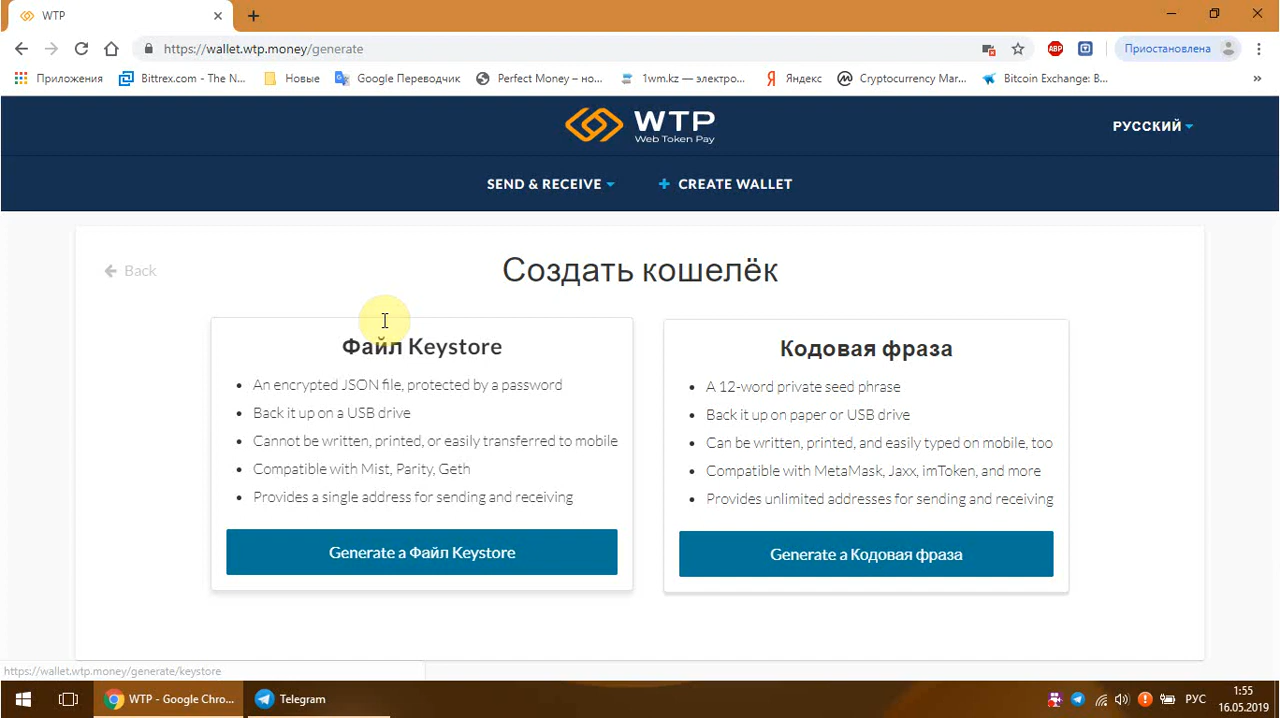 WTP
https://wallet.wtp.money/generate
ABP
Приостановлена
Приложения
Bittrex.com - The N...
Новые
Google Переводчик
Perfect Money – но...
1wm.kz — электро...
Яндекс
Cryptocurrency Mar...
Bitcoin Exchange: B...
»
WTP
Web Token Pay
РУССКИЙ
SEND & RECEIVE
+ CREATE WALLET
Back
Создать кошелёк
Файл Keystore
• An encrypted JSON file, protected by a password
• Back it up on a USB drive
• Cannot be written, printed, or easily transferred to mobile
• Compatible with Mist, Parity, Geth
• Provides a single address for sending and receiving
Generate a Файл Keystore
Кодовая фраза
• A 12-word private seed phrase
• Back it up on paper or USB drive
• Can be written, printed, and easily typed on mobile, too
• Compatible with MetaMask, Jaxx, imToken, and more
• Provides unlimited addresses for sending and receiving
Generate a Кодовая фраза
https://wallet.wtp.money/generate/keystore
WTP - Google Chro...
Telegram
РУС
1:55
16.05.2019